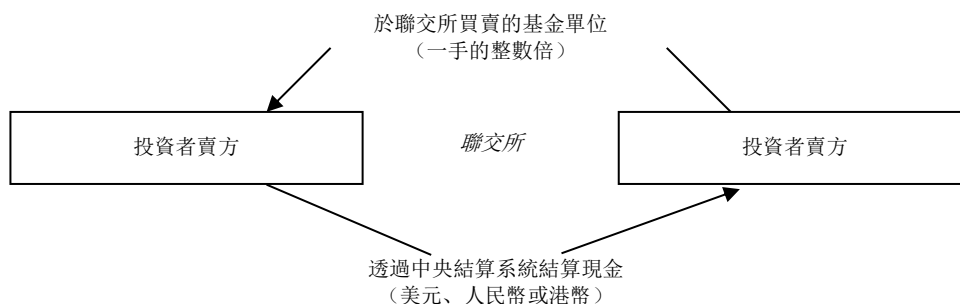 於聯交所買賣的基金單位
（一手的整數倍）
投資者賣方
聯交所
投資者賣方
透過中央結算系統結算現金
（美元、人民幣或港幣）